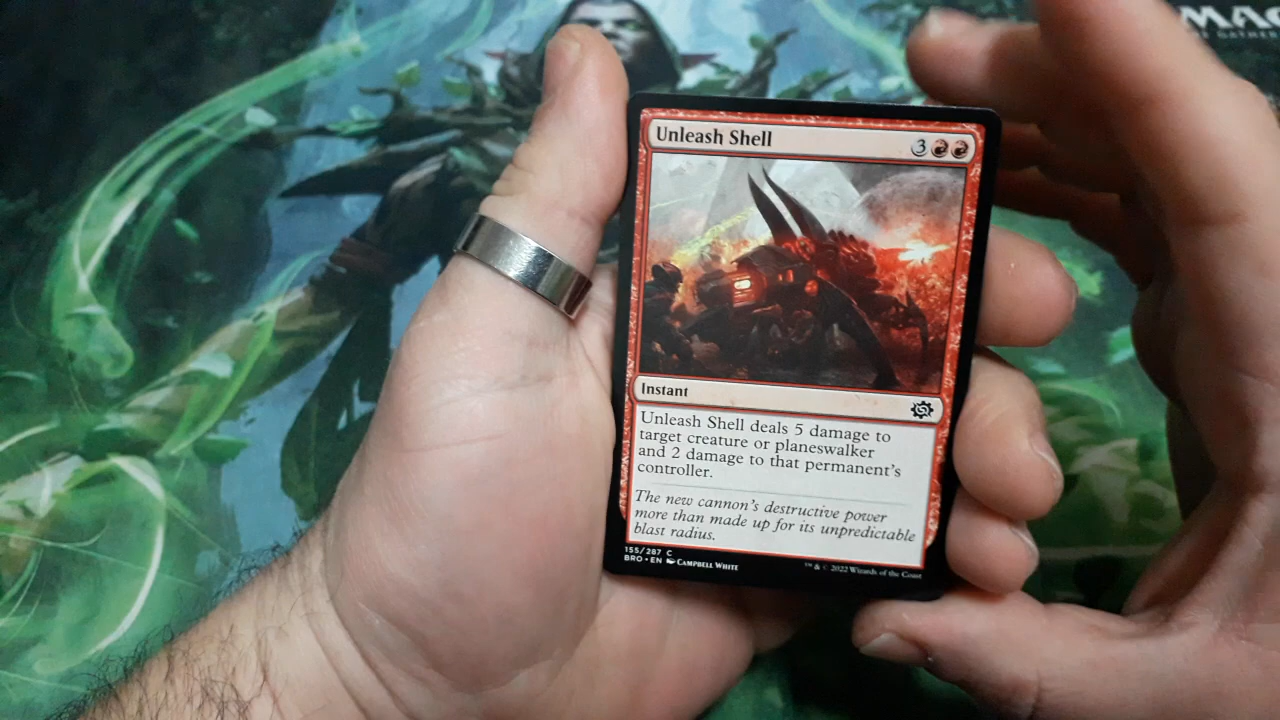 Unleash Shell 3
Instant
Unleash Shell deals 5 damage to
target creature or planeswalker
and 2 damage to that permanent's
controller.
The new cannon's destructive power
more than made up for its unpredictable
blast radius.
155/287 C
BRO • EN CAMPBELL WHITE ™ & © 2022 Wizards of the Coast